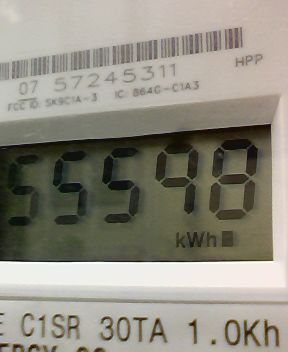 HPP
07 57245311
FCC ID: SK9C1A-3 IC: 864G-C1A3
55598
kWh
E C1SR 30TA 1.0Kh